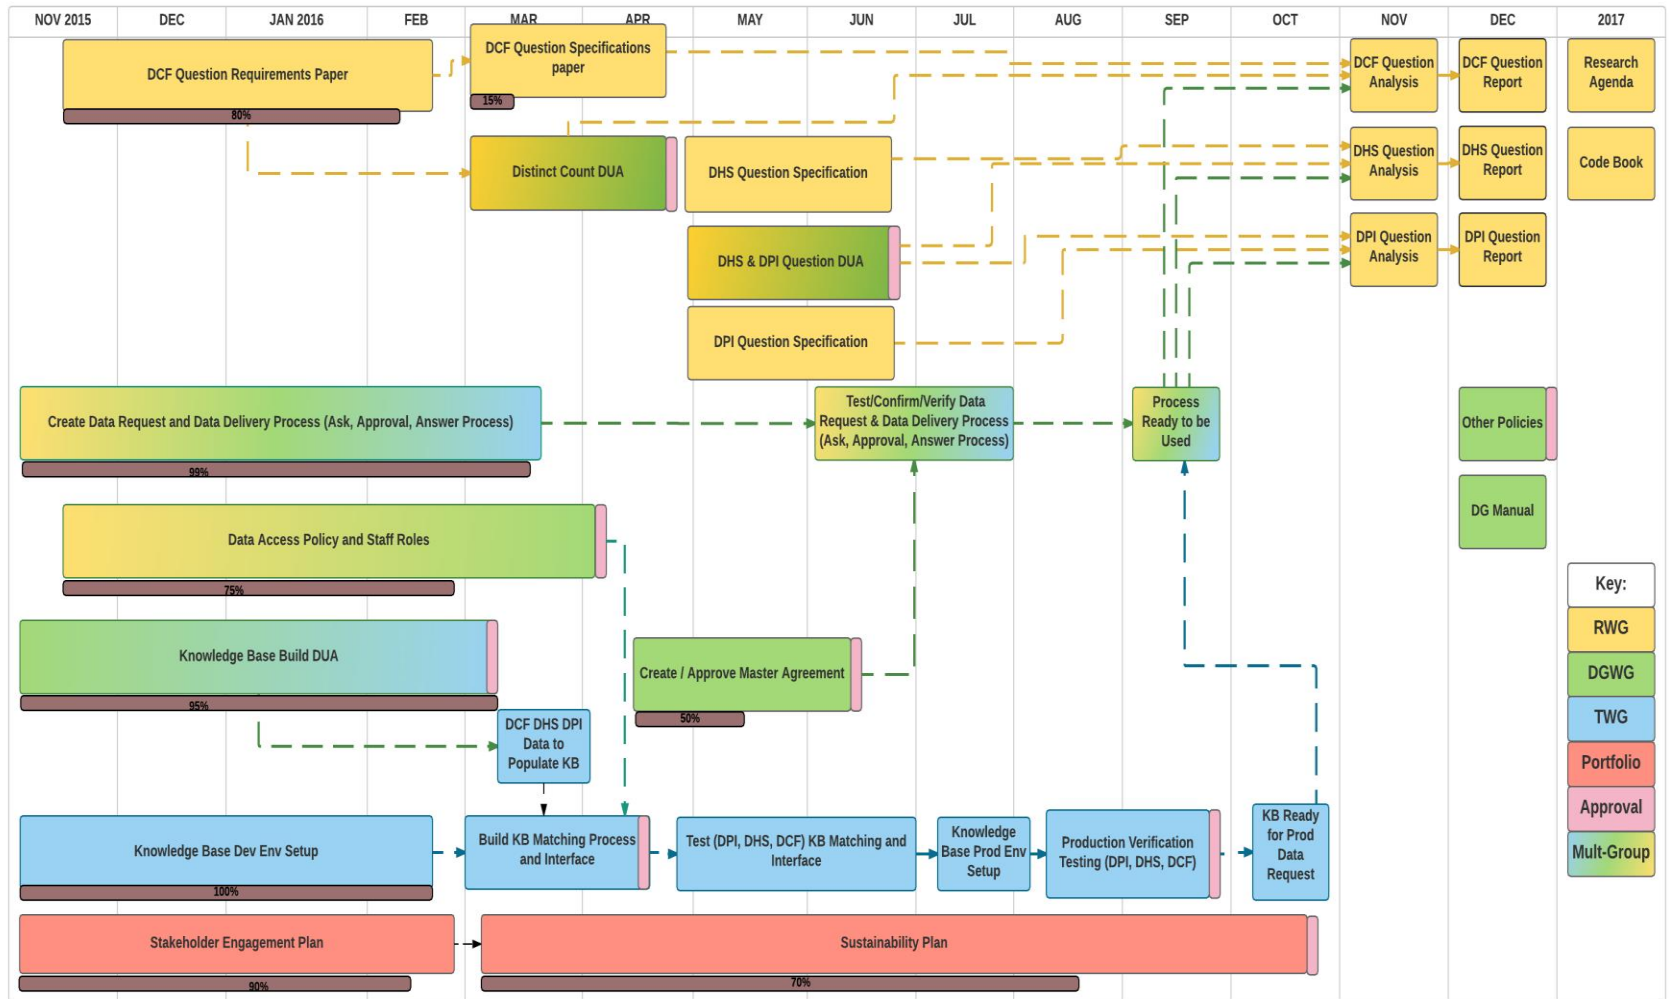 NOV 2015
DEC
JAN 2016
FEB
MAR
APR
MAY
JUN
JUL
AUG
SEP
OCT
NOV
DEC
2017
DCF Question Requirements Paper
80%
DCF Question Specifications
paper
15%
DCF Question
Analysis
DCF Question
Report
Research
Agenda
Distinct Count DUA
DHS Question Specification
DHS Question
Analysis
DHS Question
Report
Code Book
DHS & DPI Question DUA
DPI Question
Analysis
DPI Question
Report
DPI Question Specification
Create Data Request and Data Delivery Process (Ask, Approval, Answer Process)
99%
Test/Confirm/Verify Data
Request & Data Delivery Process
(Ask, Approval, Answer Process)
Process
Ready to be
Used
Other Policies
Data Access Policy and Staff Roles
75%
DG Manual
Knowledge Base Build DUA
95%
Create / Approve Master Agreement
50%
DCF DHS DPI
Data to
Populate KB
Knowledge Base Dev Env Setup
100%
Build KB Matching Process
and Interface
Test (DPI, DHS, DCF) KB Matching and
Interface
Knowledge
Base Prod Env
Setup
Production Verification
Testing (DPI, DHS, DCF)
KB Ready
for Prod
Data
Request
Stakeholder Engagement Plan
90%
Sustainability Plan
70%
Key:
RWG
DGWG
TWG
Portfolio
Approval
Mult-Group